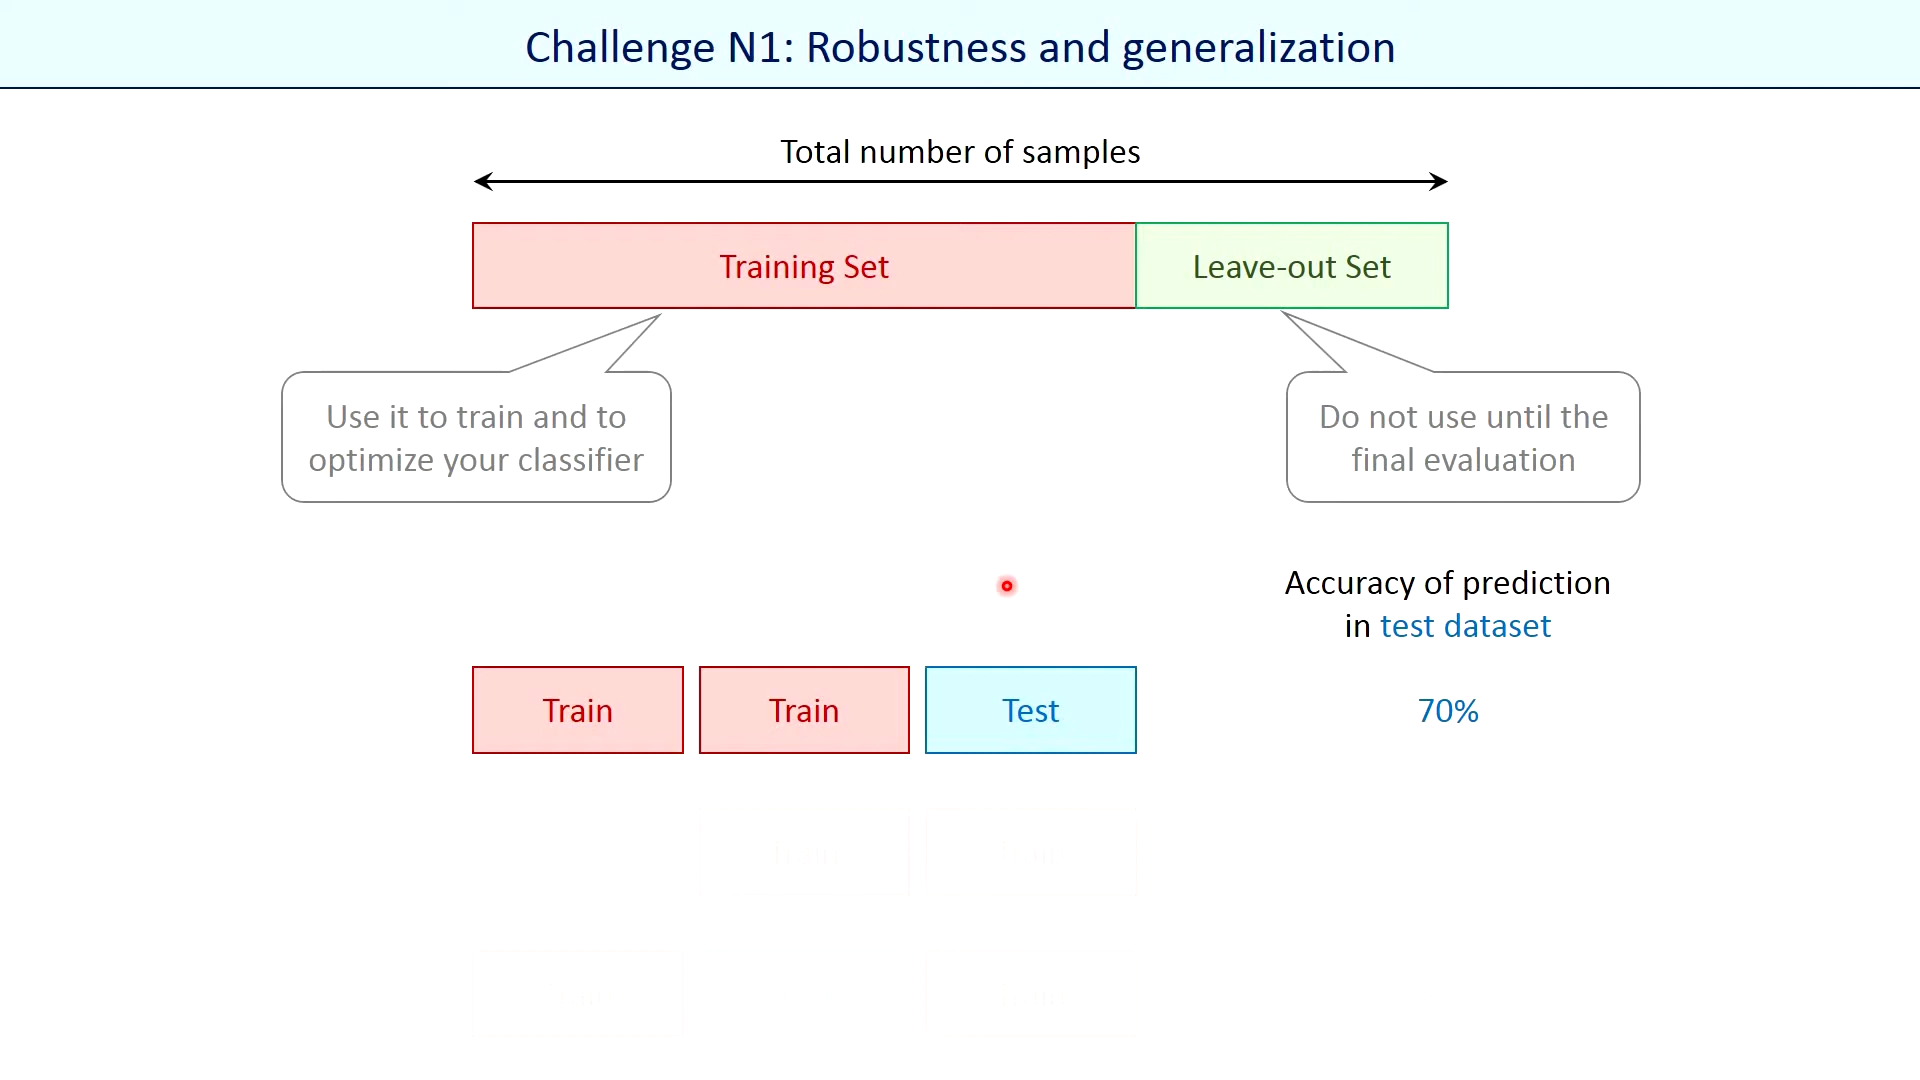 Challenge N1: Robustness and generalization
Total number of samples
Training Set
Leave-out Set
Use it to train and to
optimize your classifier
Do not use until the
final evaluation
Accuracy of prediction
in test dataset
Train
Train
Test
70%